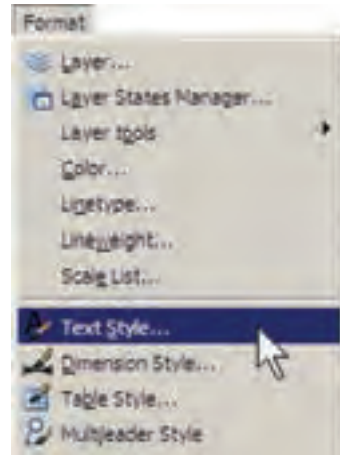 Format
Layer...
Layer States Manager...
Layer tools
Color...
Linetype...
Lineweight...
Scale List...
Text Style...
Dimension Style...
Table Style...
Multileader Style